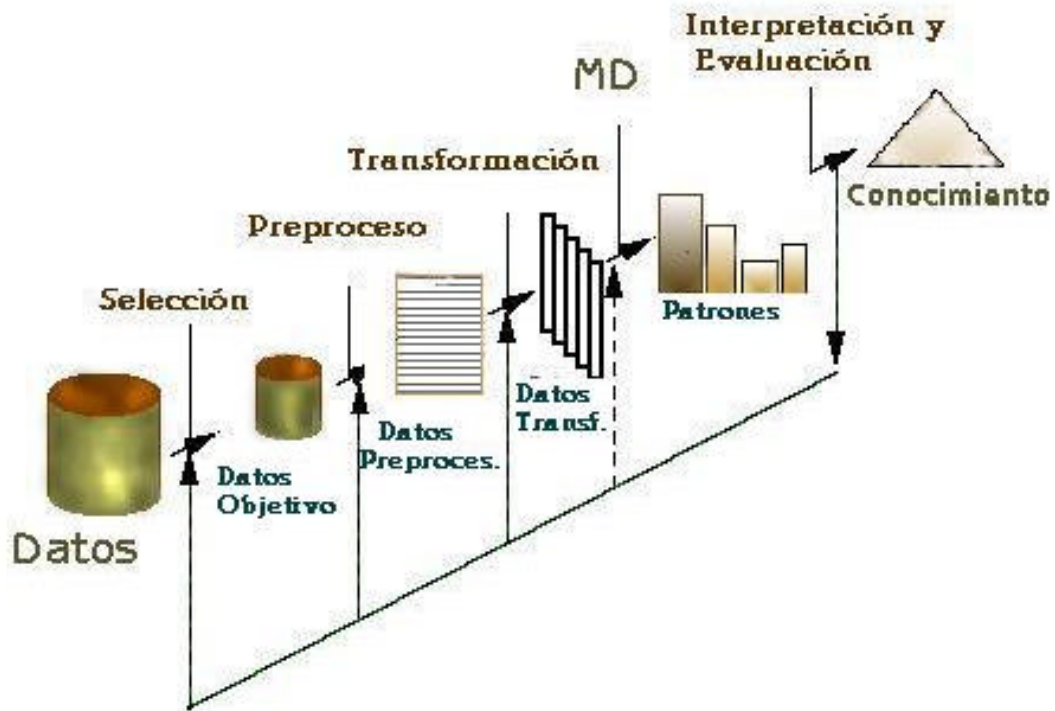 Interpretación y
Evaluación
MD
Transformación
Conocimiento
Preproceso
Selección
Patrones
Datos
Transf.
Datos
Preproces.
Datos
Objetivo
Datos